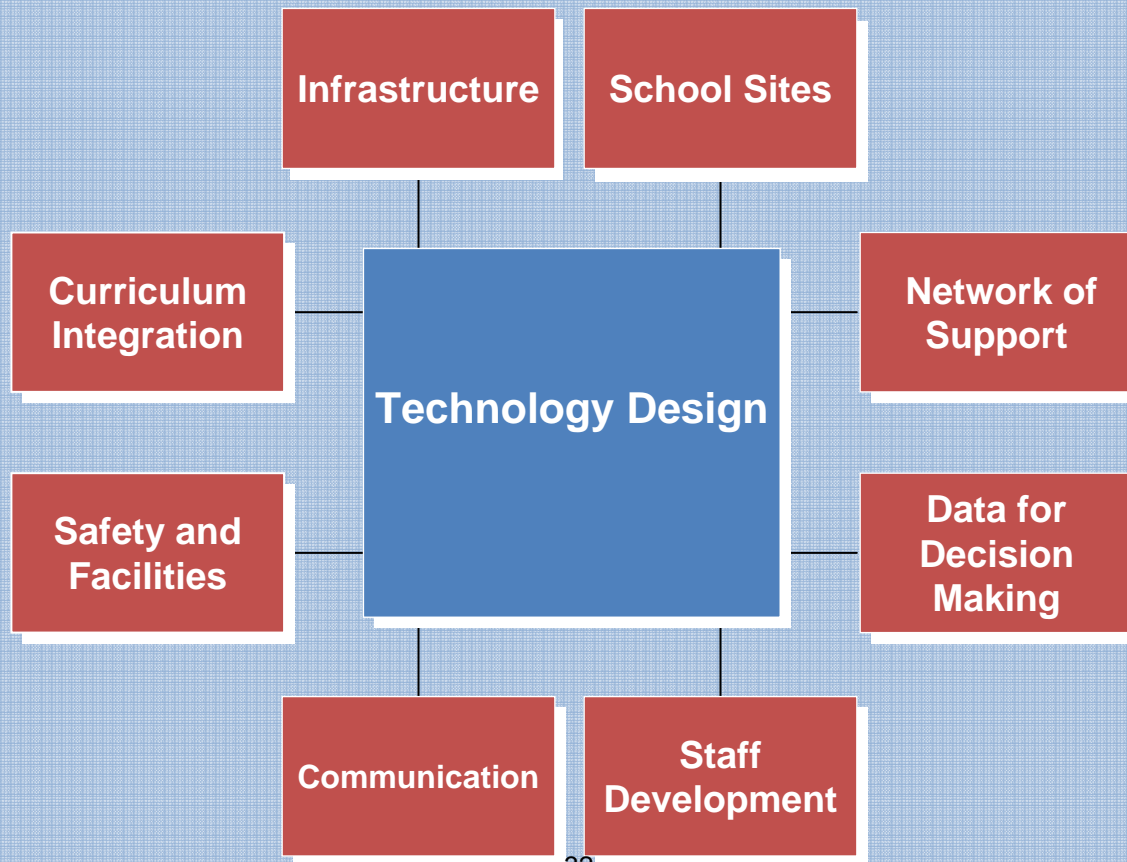 Infrastructure
School Sites
Curriculum
Integration
Network of
Support
Technology Design
Safety and
Facilities
Data for
Decision
Making
Communication
Staff
Development